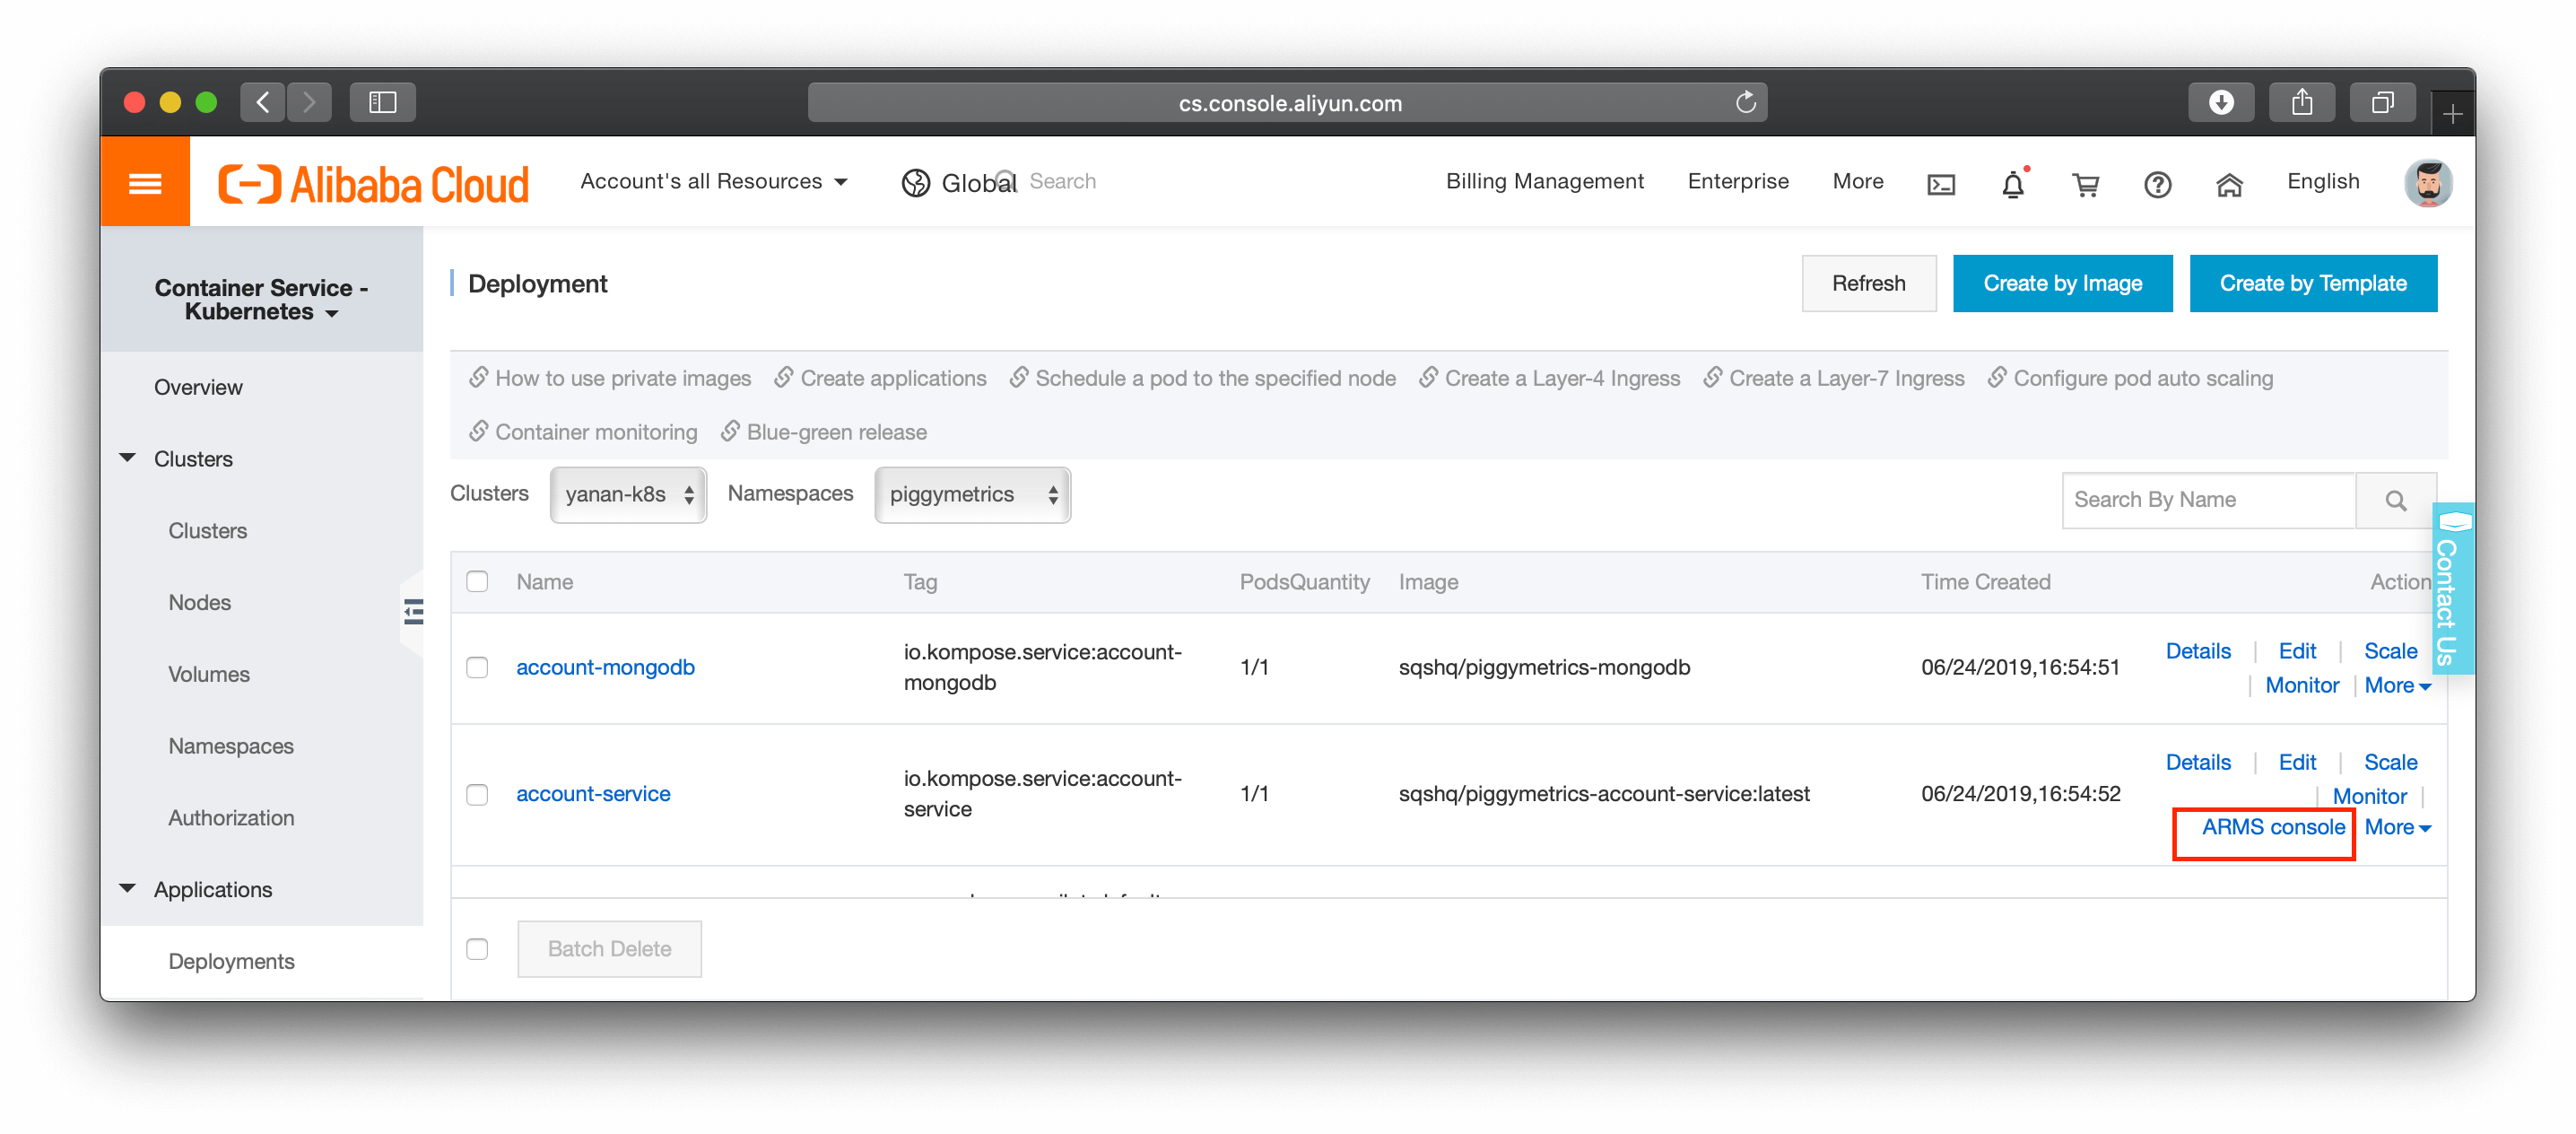 cs.console.aliyun.com
Alibaba Cloud
Account's all Resources
Global
Search
Billing Management
Enterprise
More
English
Container Service -
Kubernetes
Overview
Clusters
Clusters
Nodes
Volumes
Namespaces
Authorization
Applications
Deployments
Deployment
Refresh
Create by Image
Create by Template
How to use private images Create applications Schedule a pod to the specified node Create a Layer-4 Ingress Create a Layer-7 Ingress Configure pod auto scaling
Container monitoring Blue-green release
Clusters yanan-k8s Namespaces piggymetrics
Search By Name
Contact Us
Name Tag PodsQuantity Image Time Created Action
account-mongodb
io.kompose.service:account-
mongodb
1/1
sqshq/piggymetrics-mongodb
06/24/2019,16:54:51
Details | Edit | Scale
| Monitor | More
account-service
io.kompose.service:account-
service
1/1
sqshq/piggymetrics-account-service:latest
06/24/2019,16:54:52
Details | Edit | Scale
| Monitor |
ARMS console More
Batch Delete